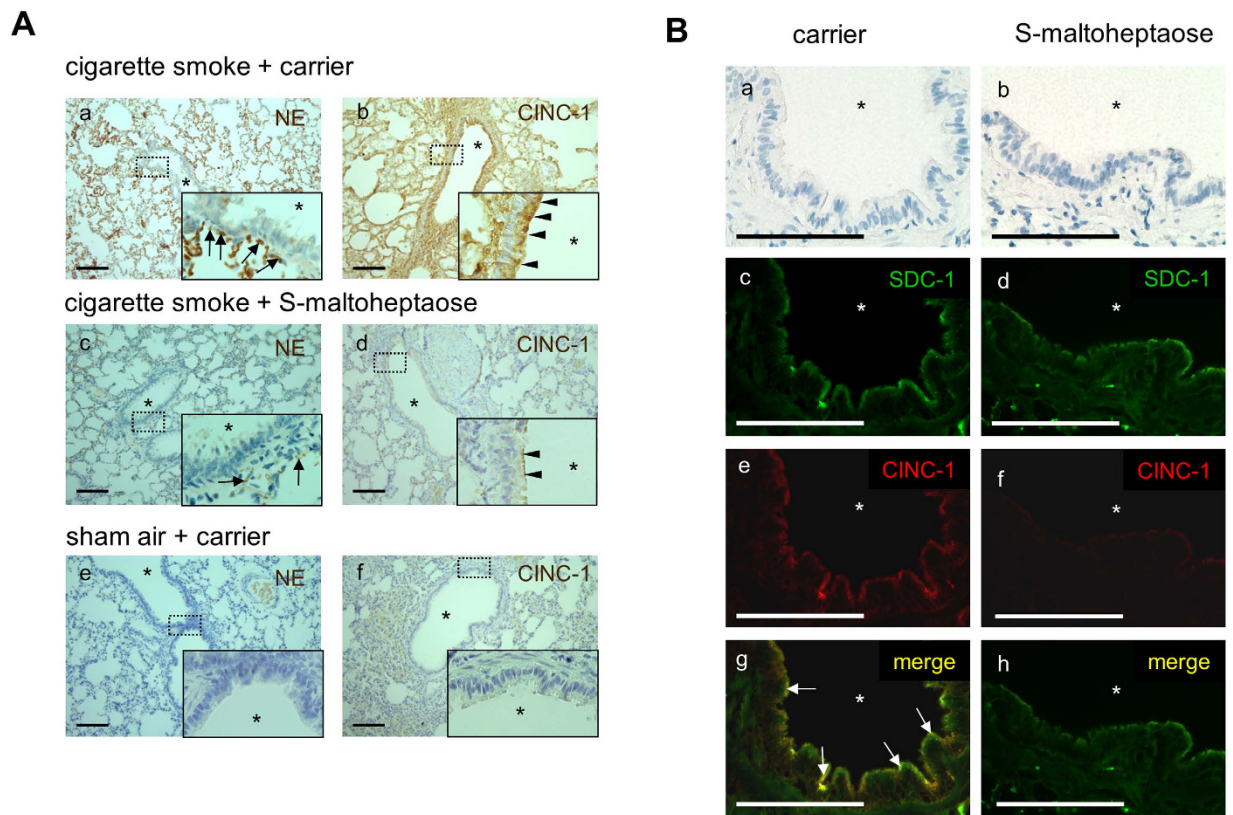 A
cigarette smoke + carrier
a NE
*
*
b CINC-1
*
*
cigarette smoke + S-maltoheptaose
c NE
*
*
d CINC-1
*
*
sham air + carrier
e NE
*
*
f CINC-1
*
*
B
carrier S-maltoheptaose
a
*
b
*
c SDC-1
*
d SDC-1
*
e CINC-1
*
f CINC-1
*
g merge
*
h merge
*